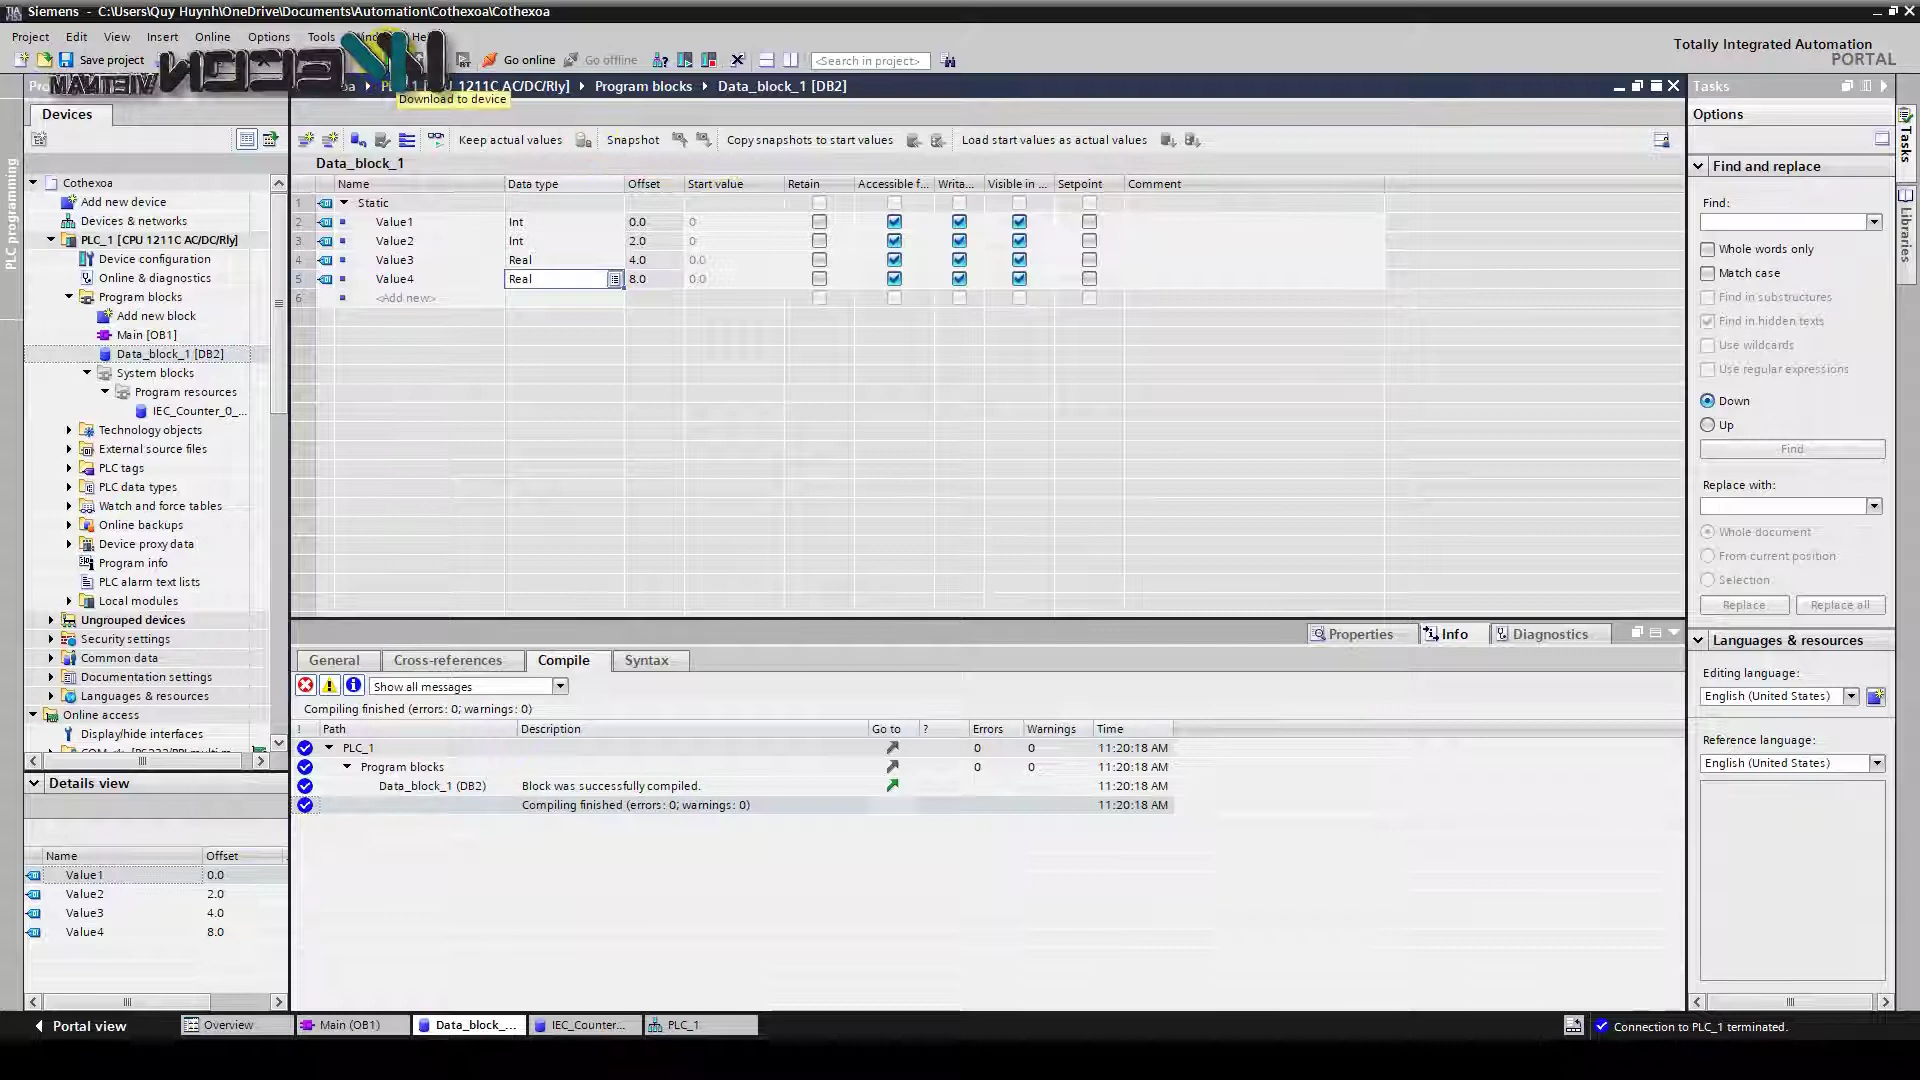 Siemens - C:\Users\Quy Huynh\OneDrive\Documents\Automation\Cothexoa\Cothexoa
Project Edit View Insert Online Options Tools
Totally Integrated Automation
PORTAL
Save project Go online Go offline <Search in project>
1211C AC/DC/Rly] Program blocks Data_block_1 [DB2]
Download to device
Tasks
Devices
Options
Keep actual values Snapshot Copy snapshots to start values Load start values as actual values
Data_block_1
Name Data type Offset Start value Retain Accessible f... Writa... Visible in ... Setpoint Comment
1 Static
2 Value1 Int 0.0 0
3 Value2 Int 2.0 0
4 Value3 Real 4.0 0.0
5 Value4 Real 8.0 0.0
6 <Add new>
PLC programming
Cothexoa
Add new device
Devices & networks
PLC_1 [CPU 1211C AC/DC/Rly]
Device configuration
Online & diagnostics
Program blocks
Add new block
Main [OB1]
Data_block_1 [DB2]
System blocks
Program resources
IEC_Counter_0_...
Technology objects
External source files
PLC tags
PLC data types
Watch and force tables
Online backups
Device proxy data
Program info
PLC alarm text lists
Local modules
Ungrouped devices
Security settings
Common data
Documentation settings
Languages & resources
Online access
Display/hide interfaces
Details view
Name Offset
Value1 0.0
Value2 2.0
Value3 4.0
Value4 8.0
Properties Info Diagnostics
General Cross-references Compile Syntax
Show all messages
Compiling finished (errors: 0; warnings: 0)
! Path Description Go to ? Errors Warnings Time
PLC_1 0 0 11:20:18 AM
Program blocks 0 0 11:20:18 AM
Data_block_1 (DB2) Block was successfully compiled. 11:20:18 AM
Compiling finished (errors: 0; warnings: 0) 11:20:18 AM
Find and replace
Find:
Whole words only
Match case
Find in substructures
Find in hidden texts
Use wildcards
Use regular expressions
Down
Up
Find
Replace with:
Whole document
From current position
Selection
Replace Replace all
Languages & resources
Editing language:
English (United States)
Reference language:
English (United States)
Tasks
Libraries
Portal view Overview Main (OB1) Data_block_... IEC_Counter... PLC_1
Connection to PLC_1 terminated.